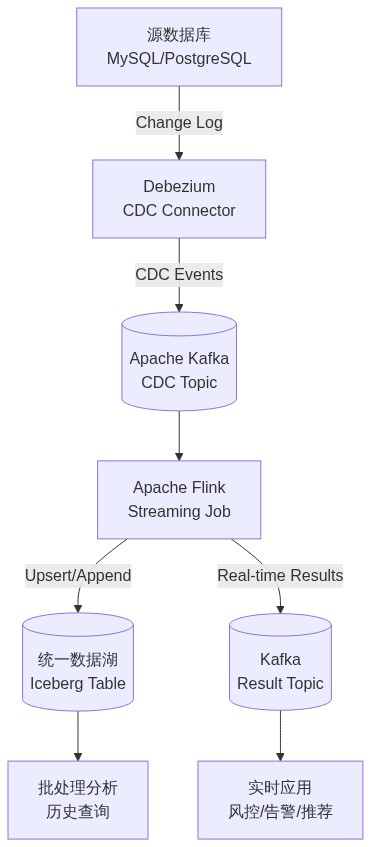 源数据库
MySQL/PostgreSQL
Change Log
Debezium
CDC Connector
CDC Events
Apache Kafka
CDC Topic
Apache Flink
Streaming Job
Upsert/Append
Real-time Results
统一数据湖
Iceberg Table
Kafka
Result Topic
批处理分析
历史查询
实时应用
风控/告警/推荐